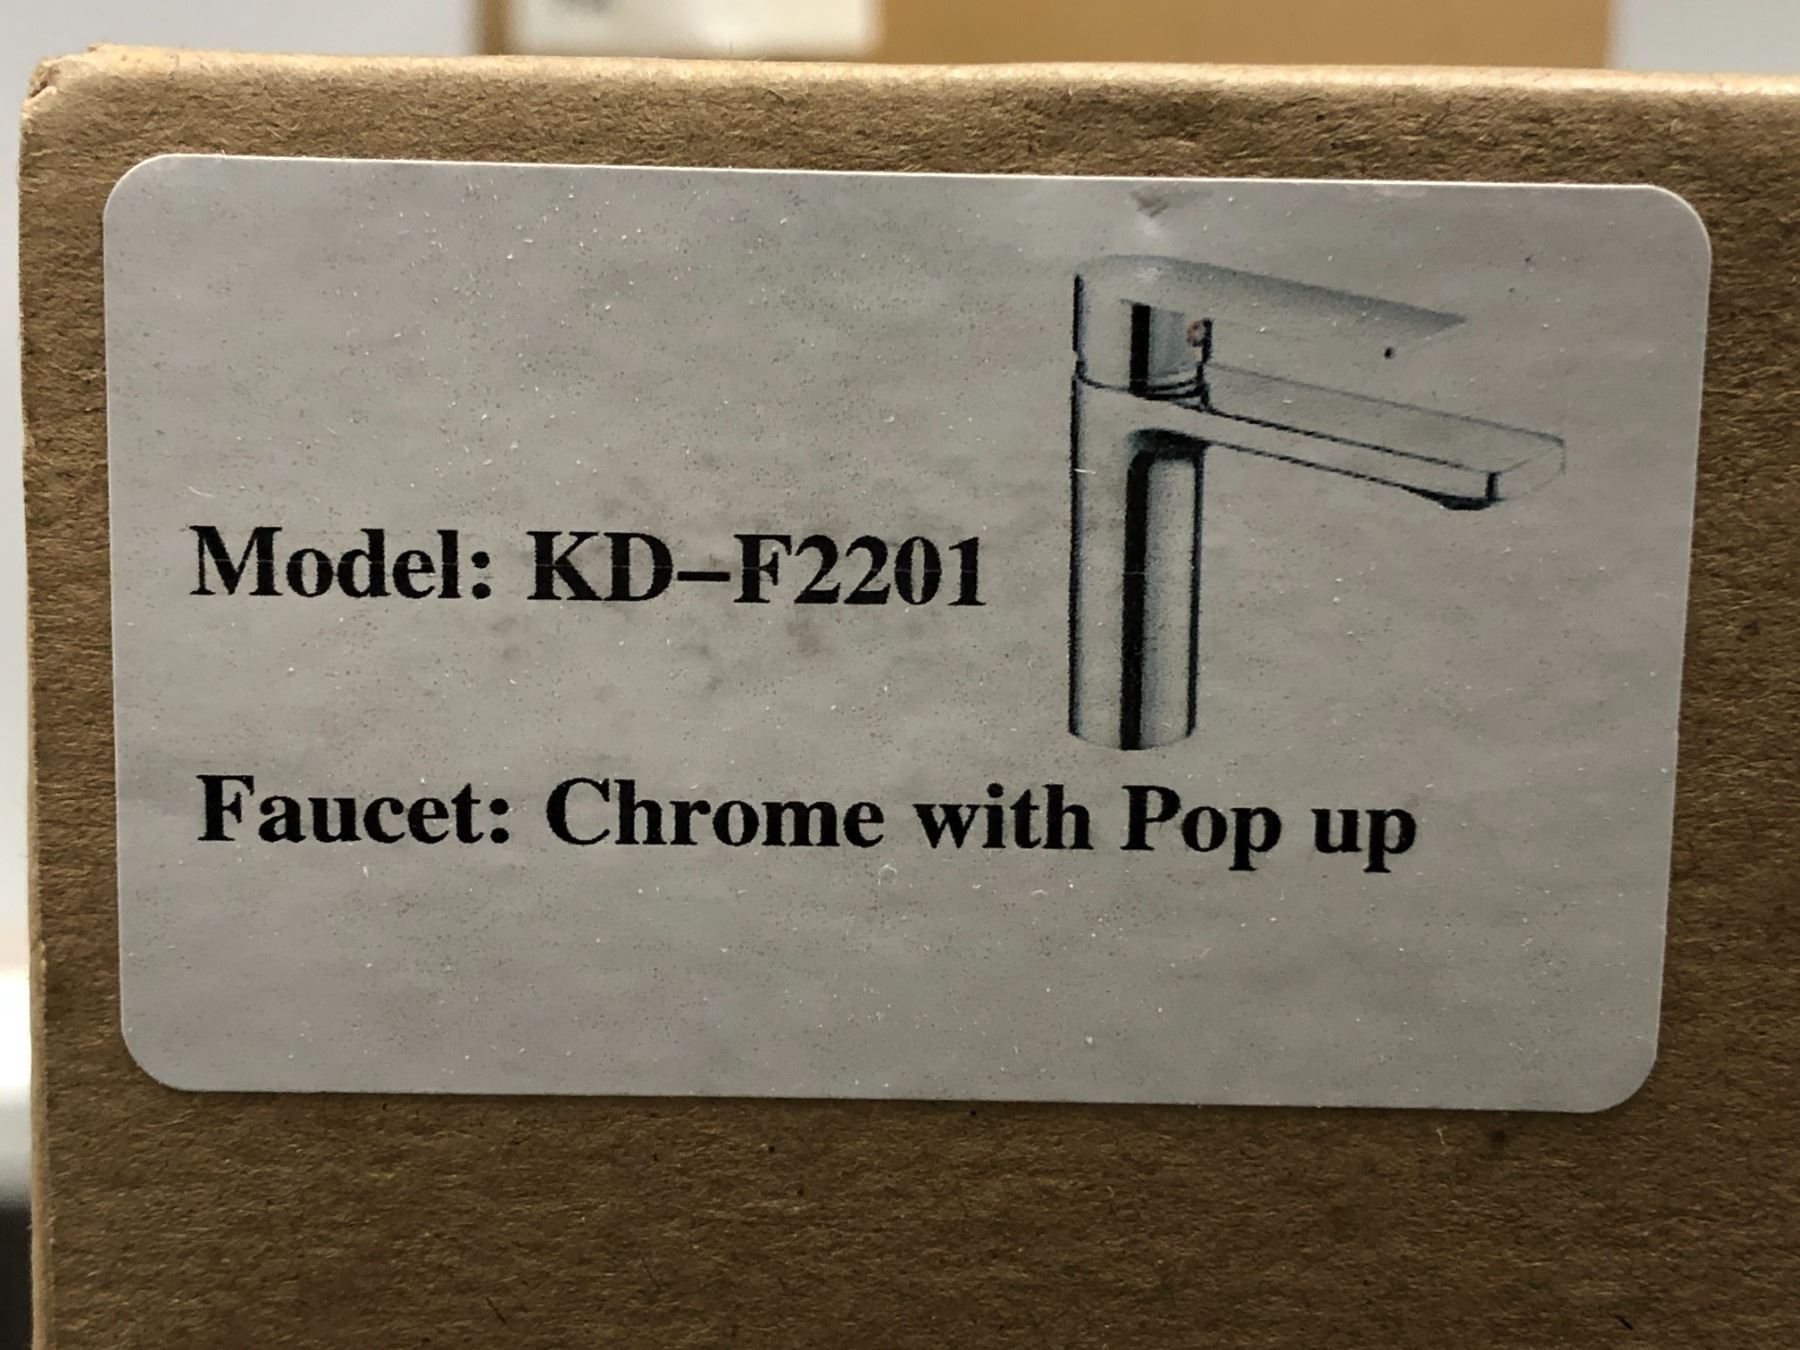 Model: KD–F2201
Faucet: Chrome with Pop up